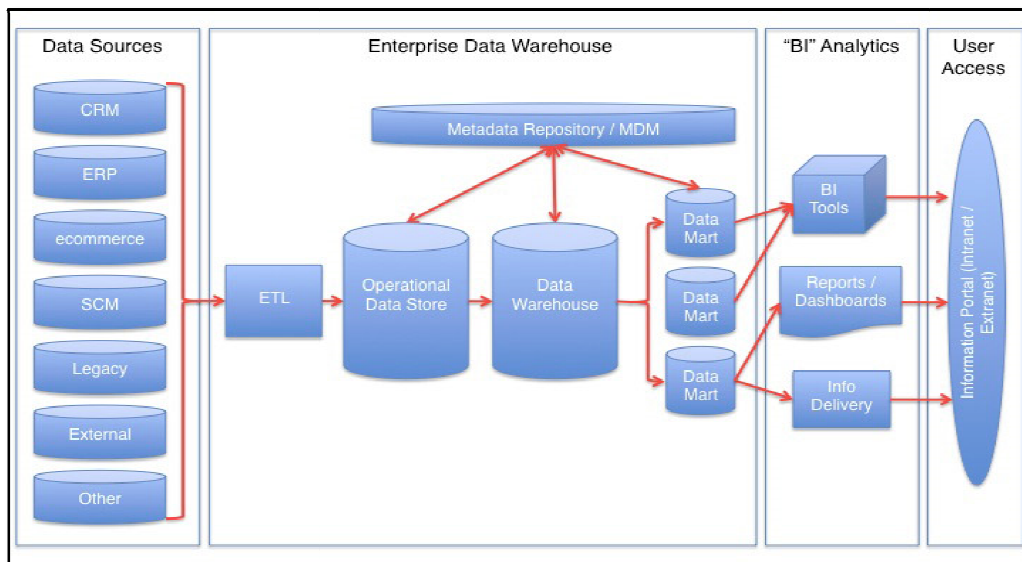 Data Sources
CRM
ERP
ecommerce
SCM
Legacy
External
Other
Enterprise Data Warehouse
Metadata Repository / MDM
ETL
Operational
Data Store
Data
Warehouse
Data
Mart
Data
Mart
Data
Mart
“BI” Analytics
BI
Tools
Reports /
Dashboards
Info
Delivery
User
Access
Information Portal (Intranet /
Extranet)